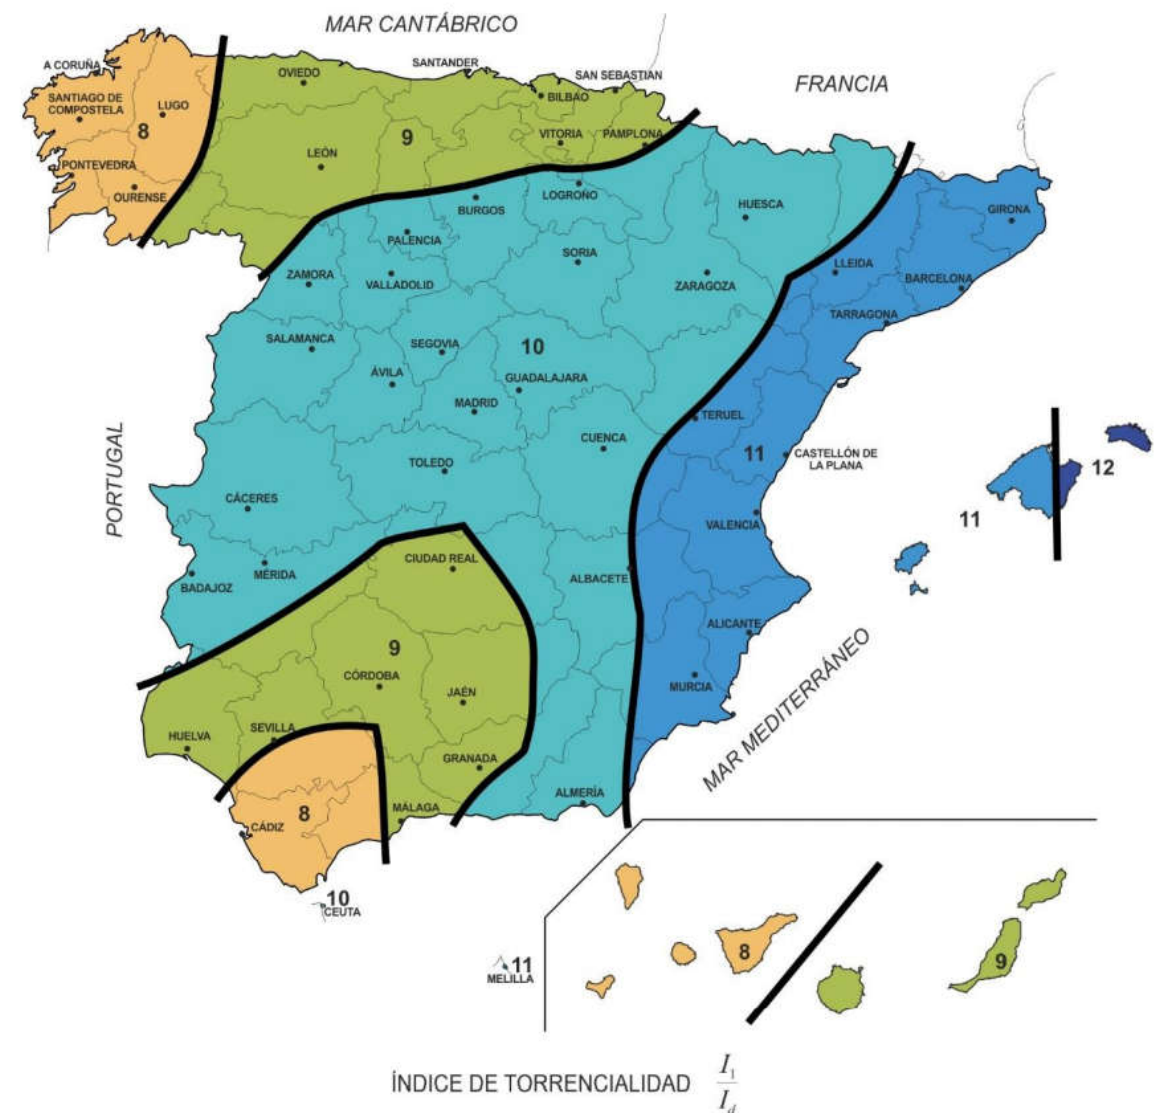 MAR CANTÁBRICO
A CORUÑA
OVIEDO
SANTANDER
SAN SEBASTIAN
FRANCIA
SANTIAGO DE
COMPOSTELA
LUGO
BILBAO
8
9
VITORIA
PAMPLONA
LEÓN
PONTEVEDRA
OURENSE
LOGROÑO
BURGOS
HUESCA
GIRONA
PALENCIA
SORIA
LLEIDA
ZAMORA
VALLADOLID
ZARAGOZA
BARCELONA
TARRAGONA
SALAMANCA
SEGOVIA
10
ÁVILA
GUADALAJARA
MADRID
TERUEL
PORTUGAL
CUENCA
11
CASTELLÓN DE
LA PLANA
TOLEDO
12
CÁCERES
VALENCIA
11
CIUDAD REAL
MÉRIDA
BADAJOZ
ALBACETE
ALICANTE
9
CÓRDOBA
JAÉN
MURCIA
MAR MEDITERRÁNEO
HUELVA
SEVILLA
GRANADA
ALMERÍA
MÁLAGA
8
CÁDIZ
10
CEUTA
11
MELILLA
8
9
ÍNDICE DE TORRENCIALIDAD I₁/I_d